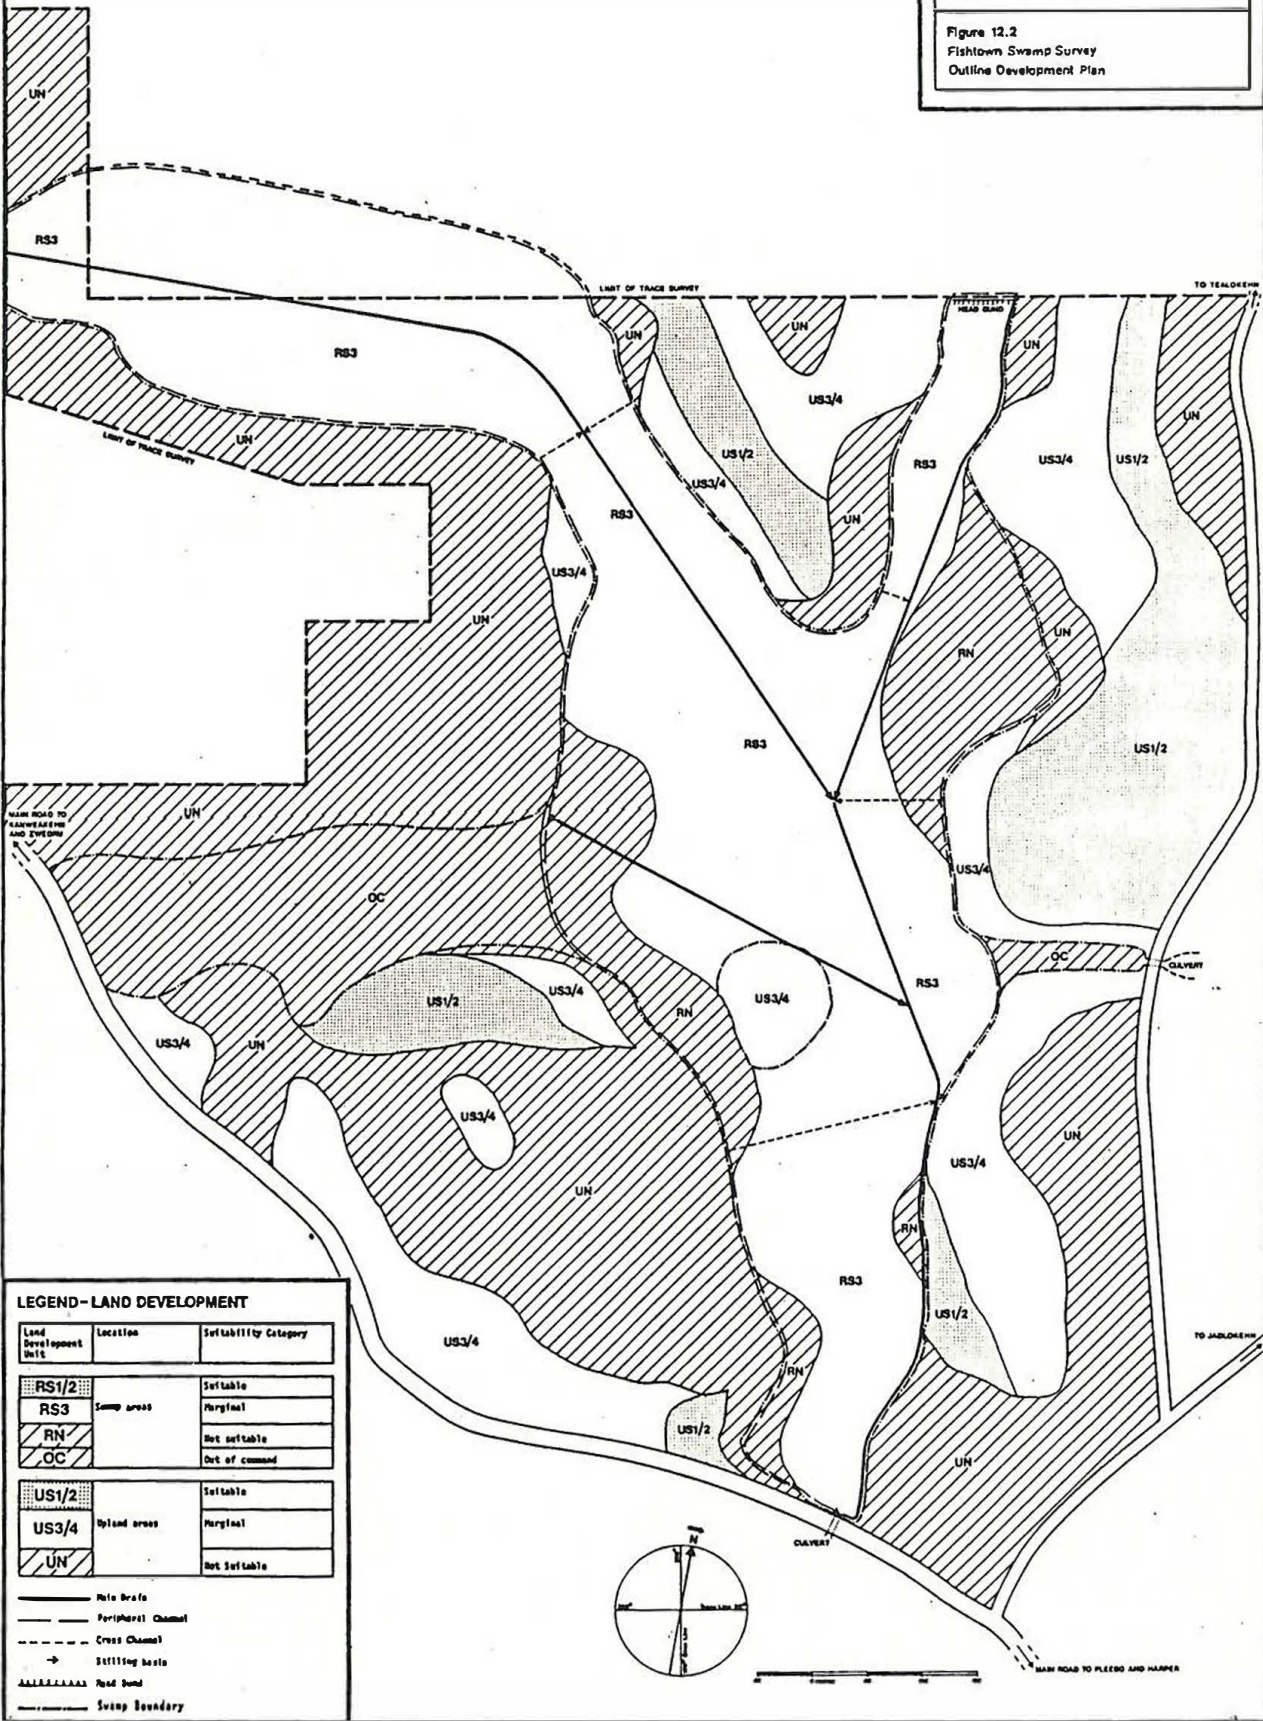 Figure 12.2
Fishtown Swamp Survey
Outline Development Plan
UN
RS3
LIMIT OF TRACE SURVEY
TO TEALOKEHN
HEAD BUND
UN
UN
UN
RS3
US3/4
UN
UN
LIMIT OF TRACE SURVEY
US1/2
RS3
US3/4
US1/2
US3/4
RS3
UN
US3/4
UN
UN
RN
RS3
US1/2
MAIN ROAD TO
KANWEAKEHN
AND ZWEDRU
UN
US3/4
OC
OC
CULVERT
US1/2
US3/4
RS3
US3/4
RN
US3/4
UN
US3/4
UN
US3/4
UN
RN
RS3
US1/2
US3/4
TO JABLOKEHN
RN
US1/2
UN
CULVERT
N
MAIN ROAD TO PLEEBO AND HARPER
LEGEND-LAND DEVELOPMENT
Land Development Unit Location Suitability Category
RS1/2 Suitable
RS3 Swamp areas Marginal
RN Not suitable
OC Out of command
US1/2 Suitable
US3/4 Upland areas Marginal
UN Not Suitable
Main Drain
Peripheral Channel
Cross Channel
Stilling basin
Swamp Boundary